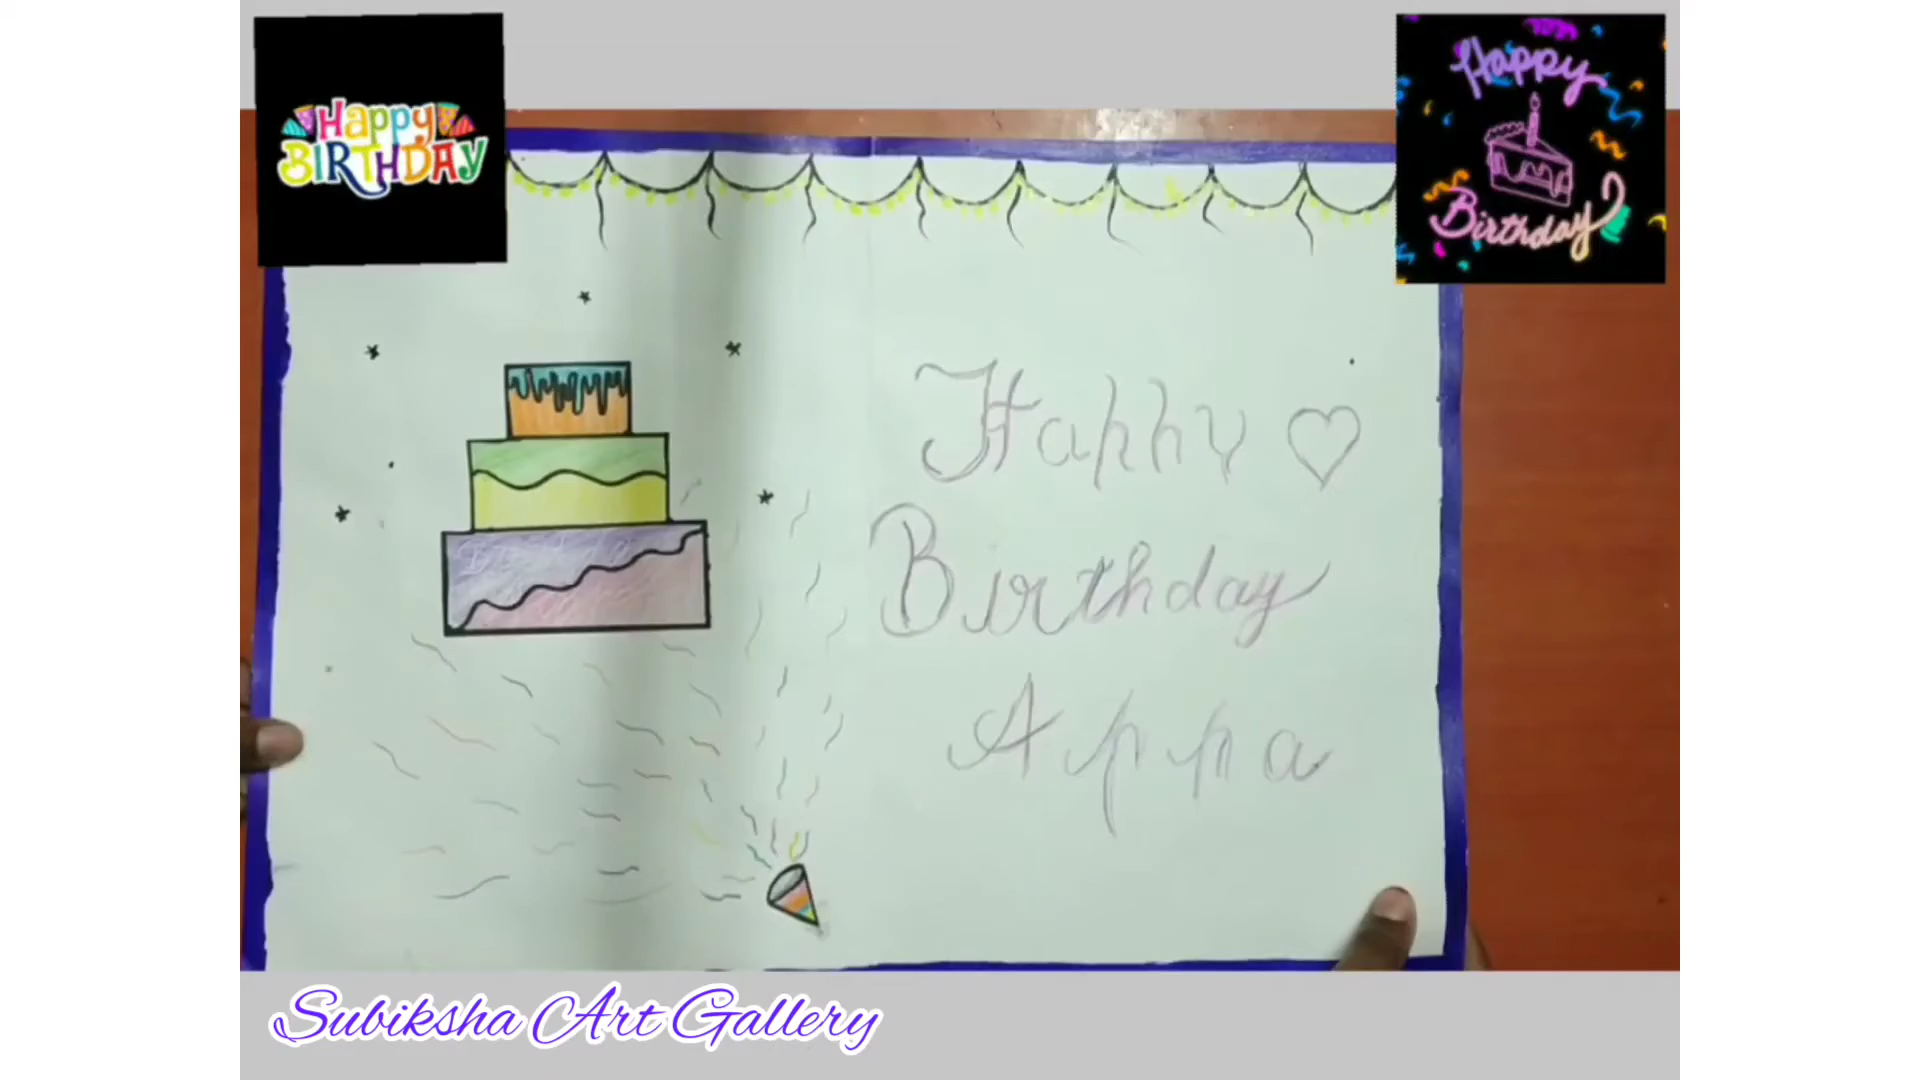 Happy
BIRTHDAY
Happy
Birthday
Happy ♡
Birthday
Appa
Subiksha Art Gallery